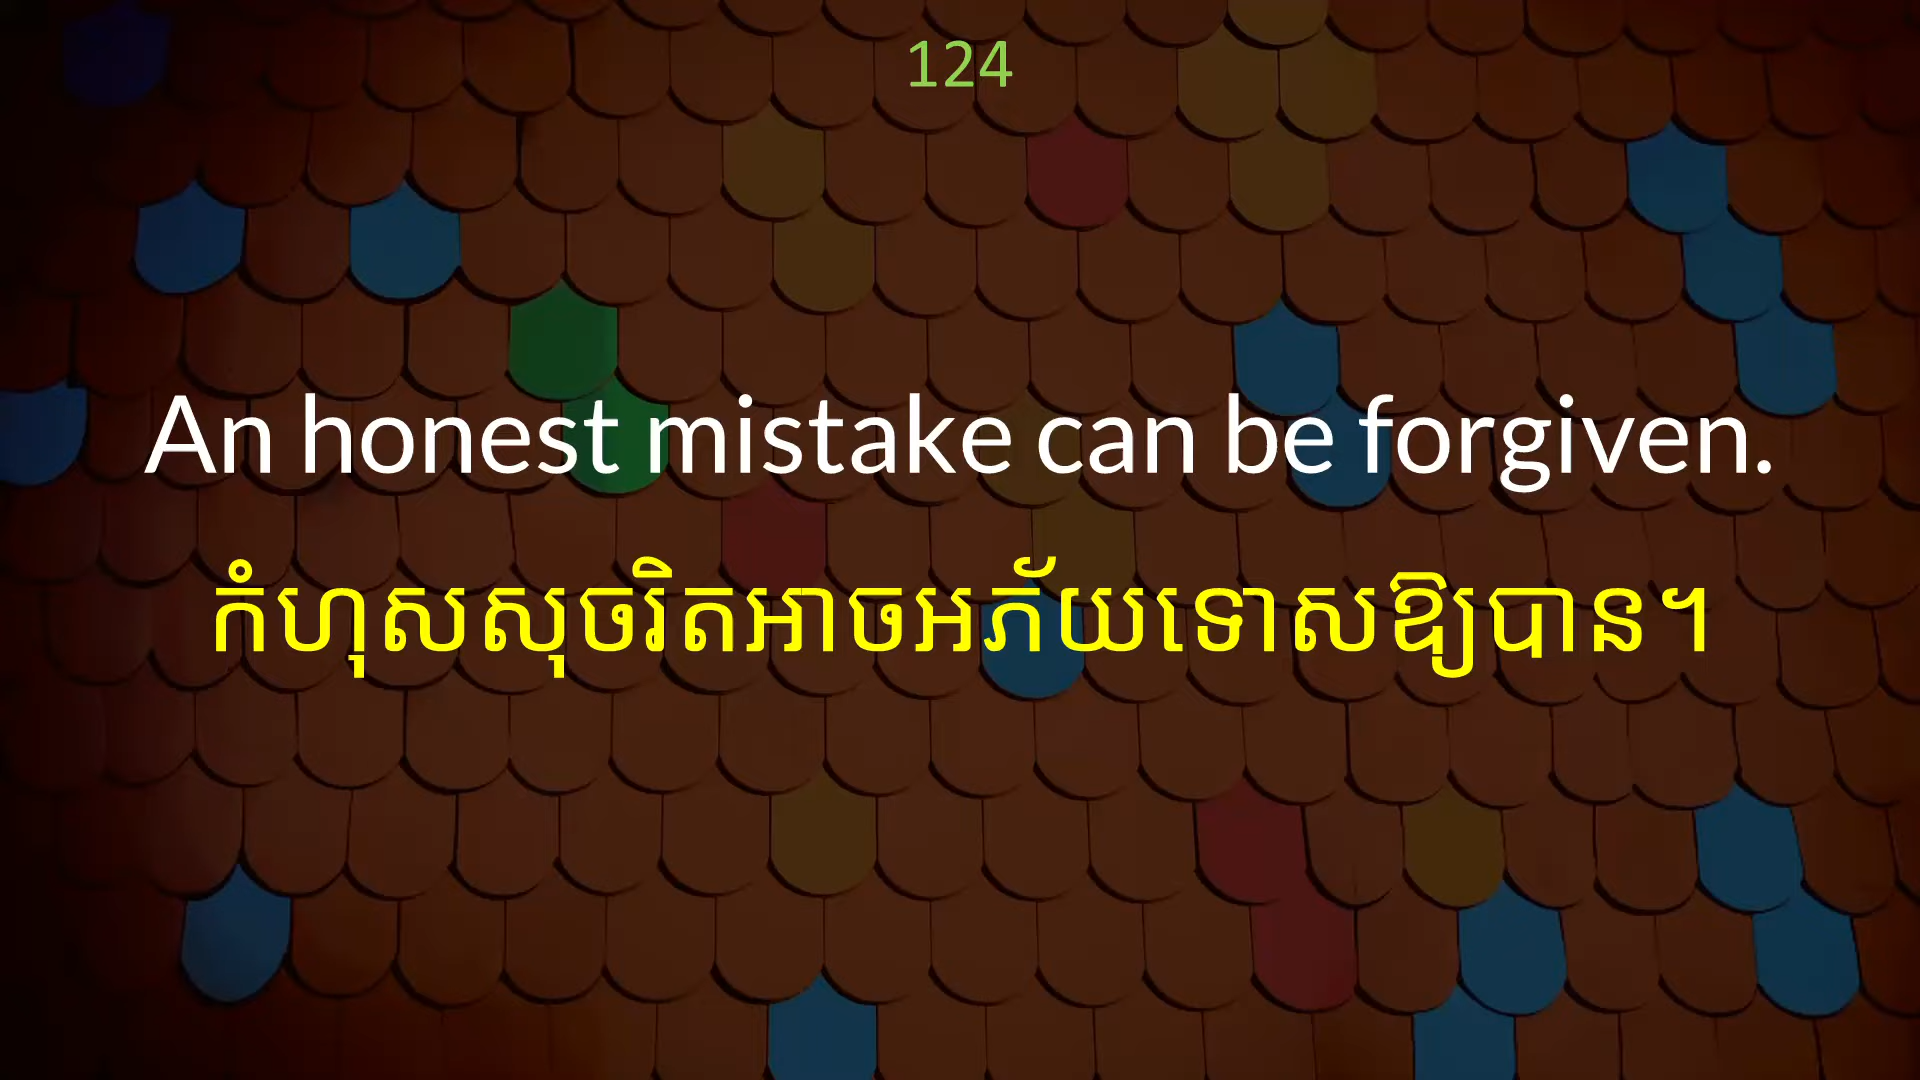 124
An honest mistake can be forgiven.
កំហុសសុចរិតអាចអភ័យទោសឱ្យបាន។